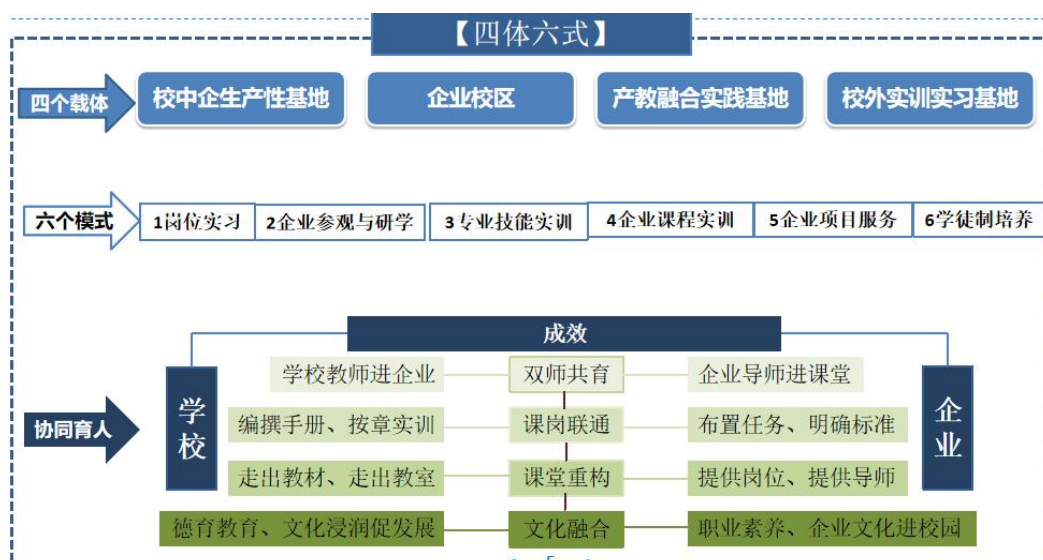 【四体六式】
四个载体
校中企生产性基地
企业校区
产教融合实践基地
校外实训实习基地
六个模式
1岗位实习
2企业参观与研学
3专业技能实训
4企业课程实训
5企业项目服务
6学徒制培养
协同育人
成效
学校
企业
学校教师进企业
双师共育
企业导师进课堂
编撰手册、按章实训
课岗联通
布置任务、明确标准
走出教材、走出教室
课堂重构
提供岗位、提供导师
德育教育、文化浸润促发展
文化融合
职业素养、企业文化进校园